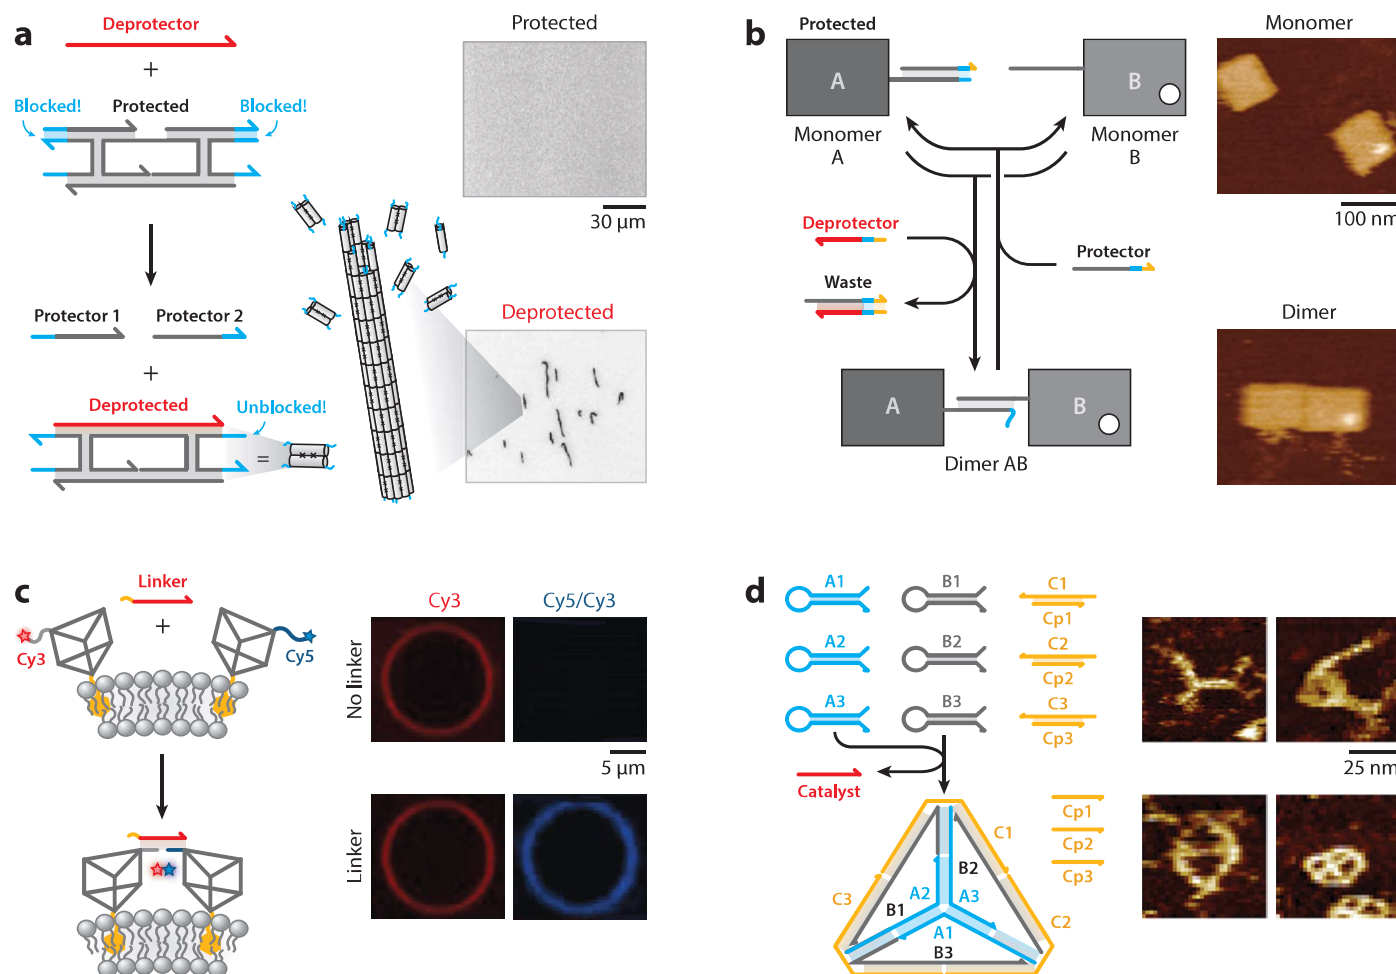 a
Deprotector
+
Blocked!
Protected
Blocked!
Protector 1
Protector 2
+
Deprotected
Unblocked!
=
Protected
30 µm
Deprotected
b
Protected
A
B
Monomer
A
Monomer
B
Deprotector
Waste
Protector
A
B
Dimer AB
Monomer
100 nm
Dimer
c
Linker
+
Cy3
Cy5
Cy3
Cy5/Cy3
No linker
5 µm
Linker
d
A1
B1
C1
Cp1
A2
B2
C2
Cp2
A3
B3
C3
Cp3
Catalyst
C1
C3
B2
A2
A3
B1
A1
B3
C2
Cp1
Cp2
Cp3
25 nm